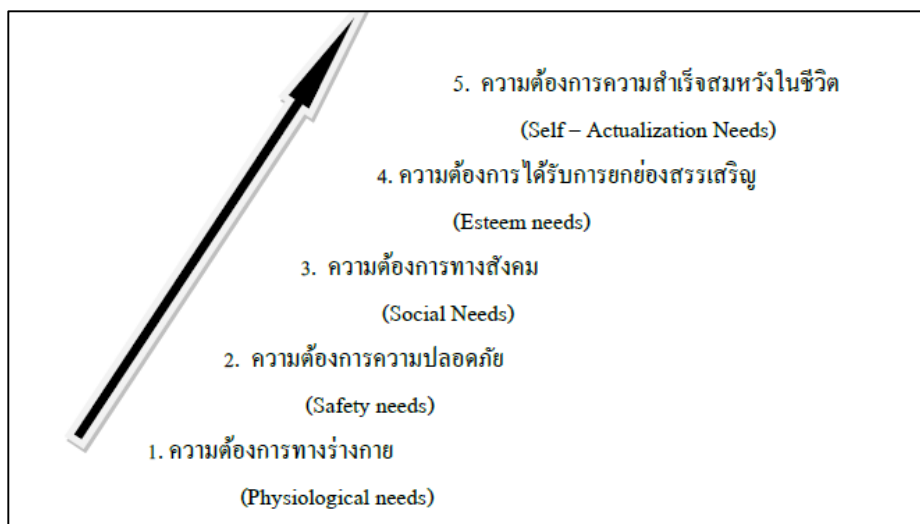 5. ความต้องการความสำเร็จสมหวังในชีวิต
(Self – Actualization Needs)
4. ความต้องการได้รับการยกย่องสรรเสริญ
(Esteem needs)
3. ความต้องการทางสังคม
(Social Needs)
2. ความต้องการความปลอดภัย
(Safety needs)
1. ความต้องการทางร่างกาย
(Physiological needs)